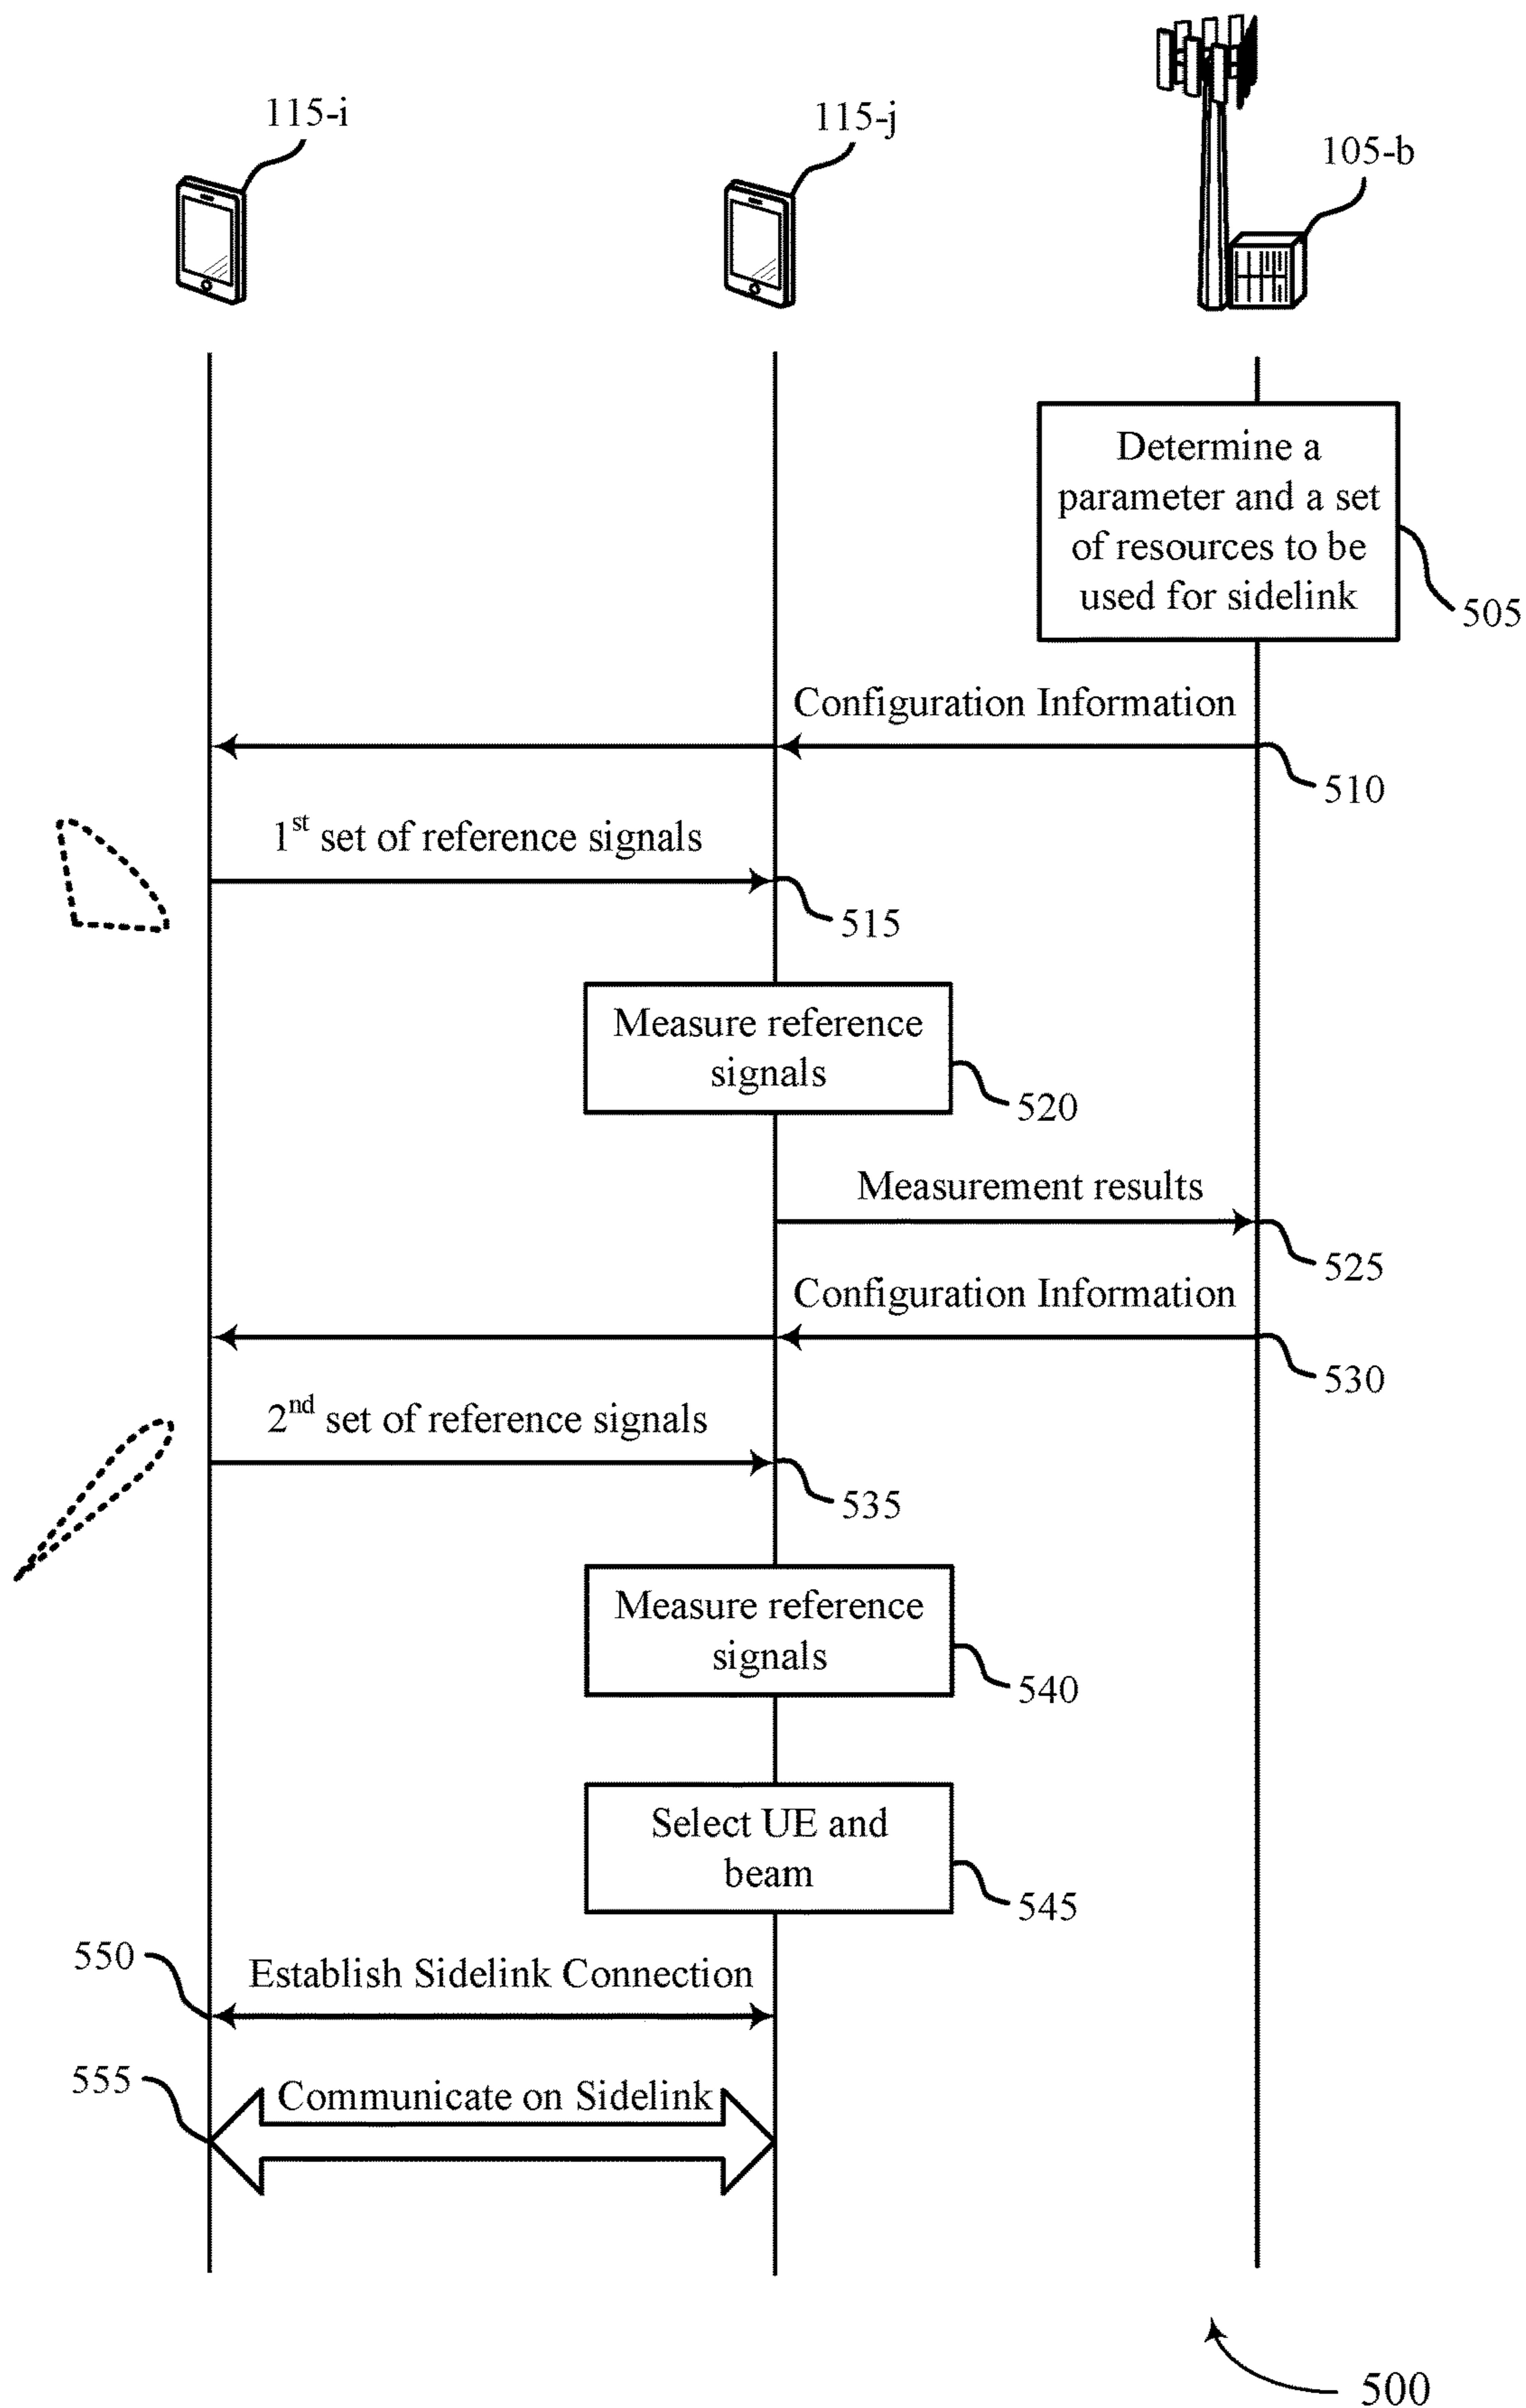 115-i
115-j
105-b
Determine a
parameter and a set
of resources to be
used for sidelink
505
Configuration Information
510
1st set of reference signals
515
Measure reference
signals
520
Measurement results
525
Configuration Information
530
2nd set of reference signals
535
Measure reference
signals
540
Select UE and
beam
545
550
Establish Sidelink Connection
555
Communicate on Sidelink
500